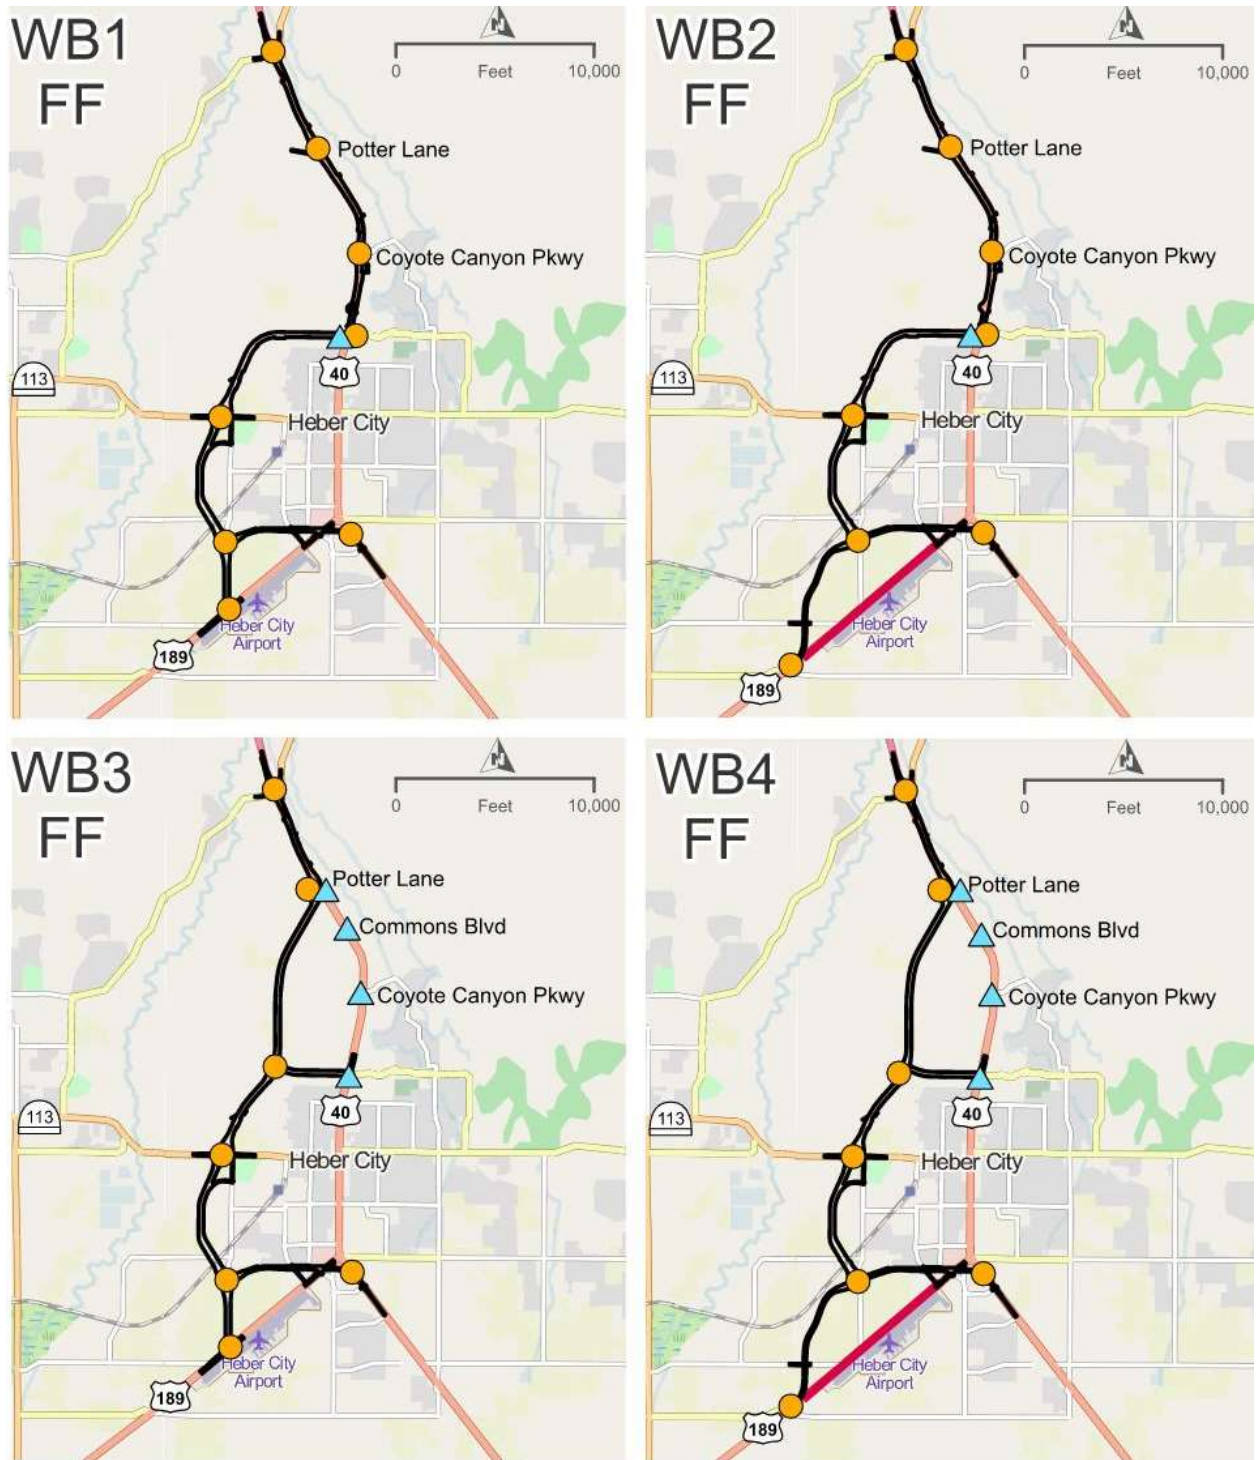 WB1
FF
N
0 Feet 10,000
Potter Lane
Coyote Canyon Pkwy
40
113
Heber City
Heber City
Airport
189
WB2
FF
N
0 Feet 10,000
Potter Lane
Coyote Canyon Pkwy
40
113
Heber City
Heber City
Airport
189
WB3
FF
N
0 Feet 10,000
Potter Lane
Commons Blvd
Coyote Canyon Pkwy
40
113
Heber City
Heber City
Airport
189
WB4
FF
N
0 Feet 10,000
Potter Lane
Commons Blvd
Coyote Canyon Pkwy
40
113
Heber City
Heber City
Airport
189